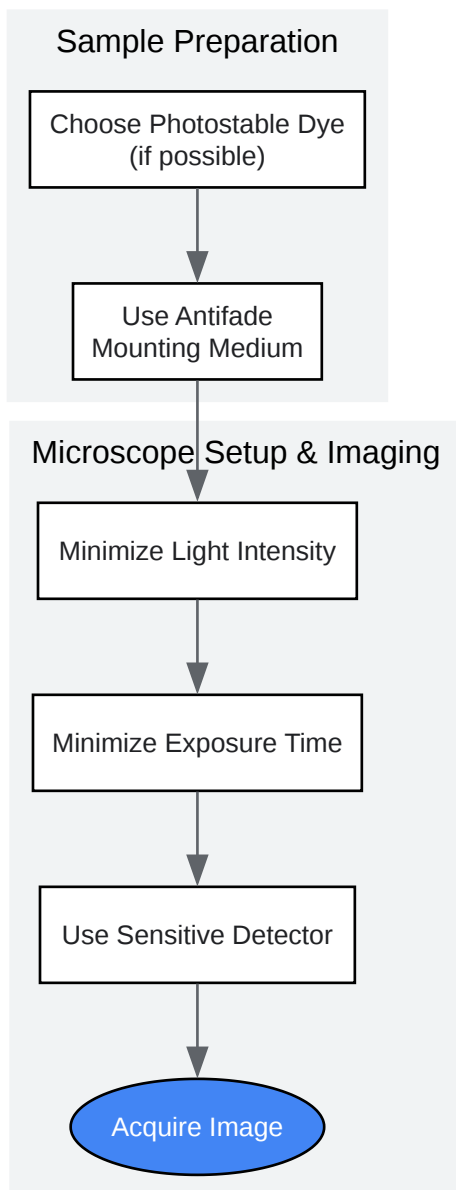 Sample Preparation
Choose Photostable Dye
(if possible)
Use Antifade
Mounting Medium
Microscope Setup & Imaging
Minimize Light Intensity
Minimize Exposure Time
Use Sensitive Detector
Acquire Image